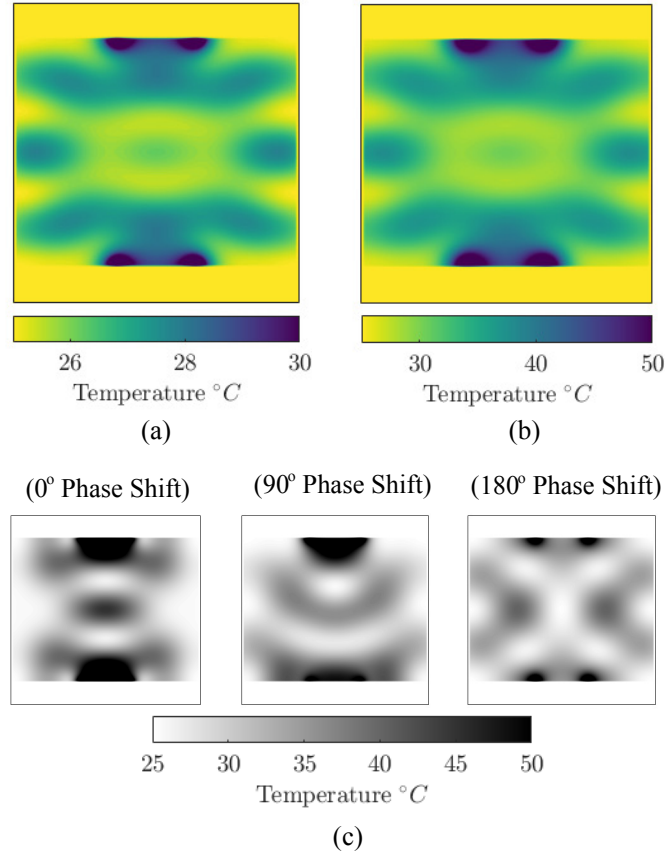 26 28 30
30 40 50
Temperature °C
Temperature °C
(a)
(b)
(0° Phase Shift)
(90° Phase Shift)
(180° Phase Shift)
25 30 35 40 45 50
Temperature °C
(c)